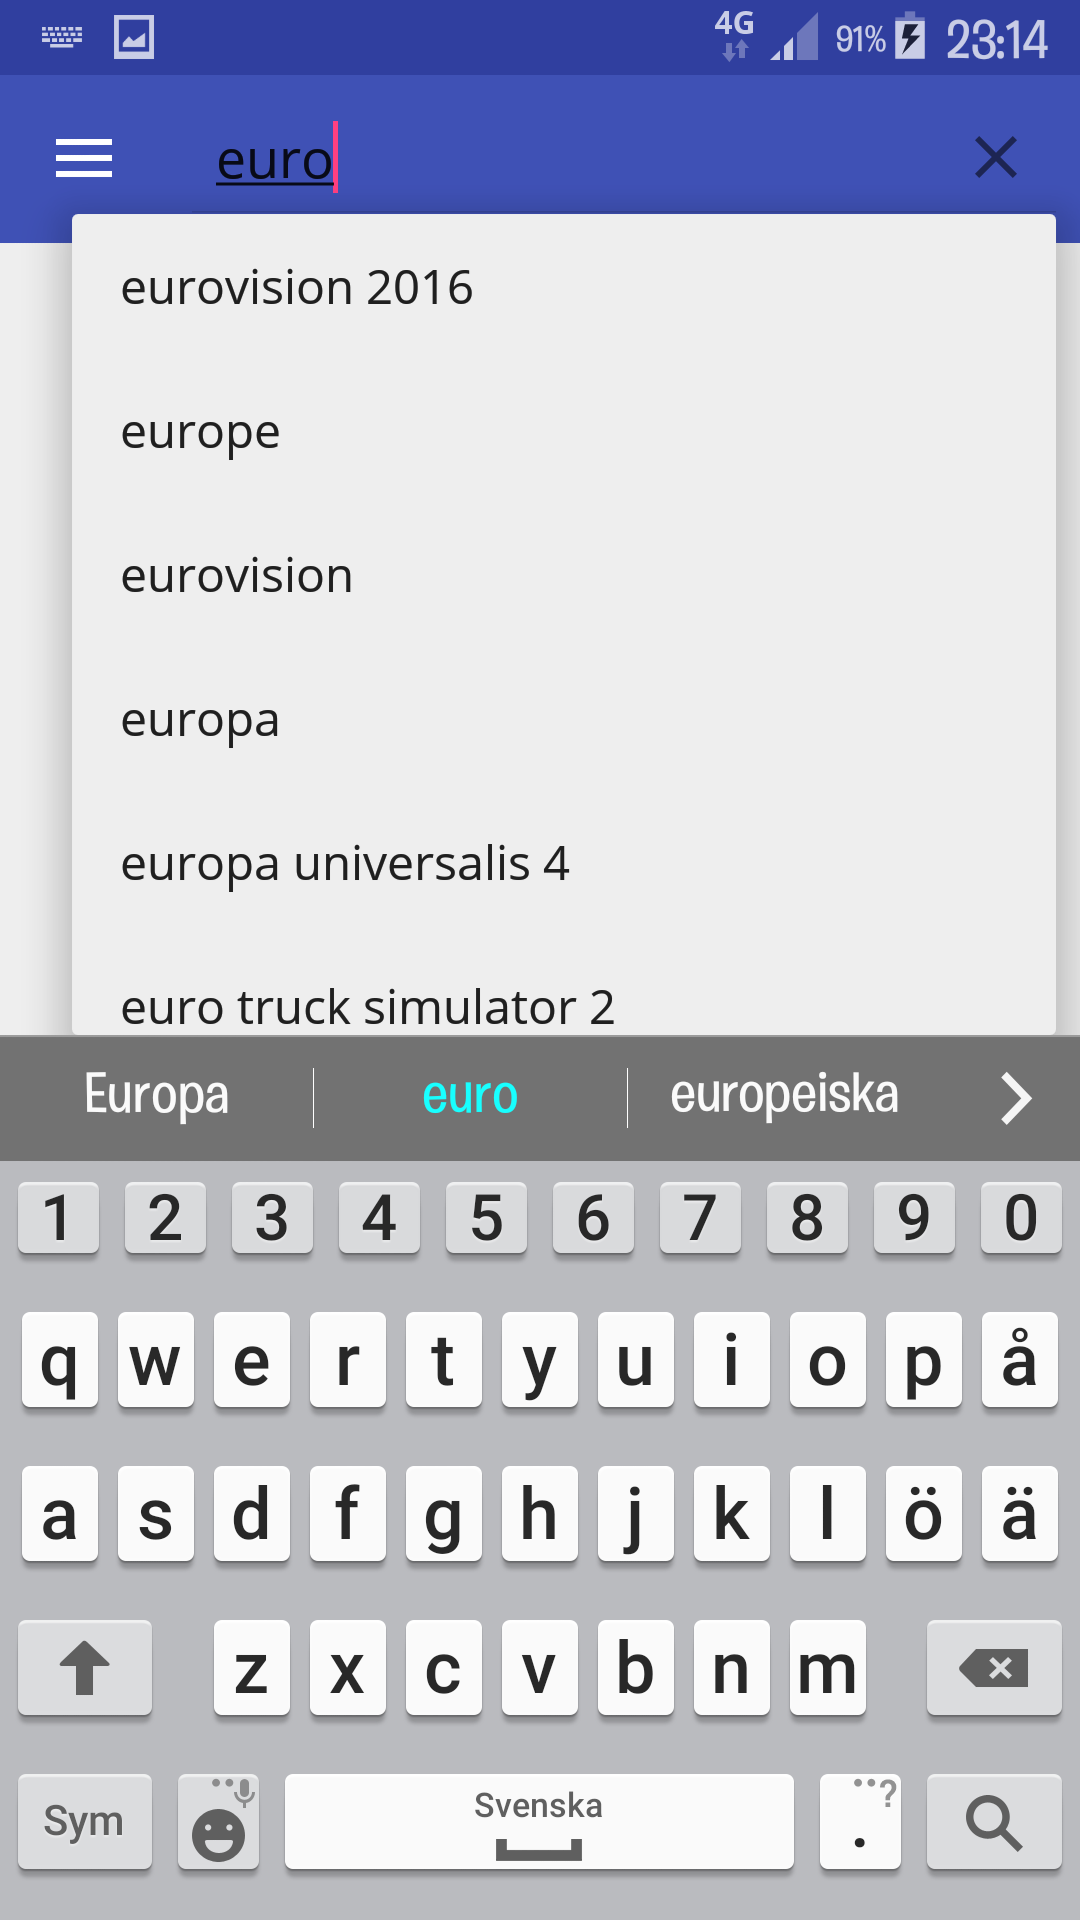 4G 91% 23:14
euro
eurovision 2016
europe
eurovision
europa
europa universalis 4
euro truck simulator 2
Europa euro europeiska
1 2 3 4 5 6 7 8 9 0
q w e r t y u i o p å
a s d f g h j k l ö ä
z x c v b n m
Sym Svenska . ?